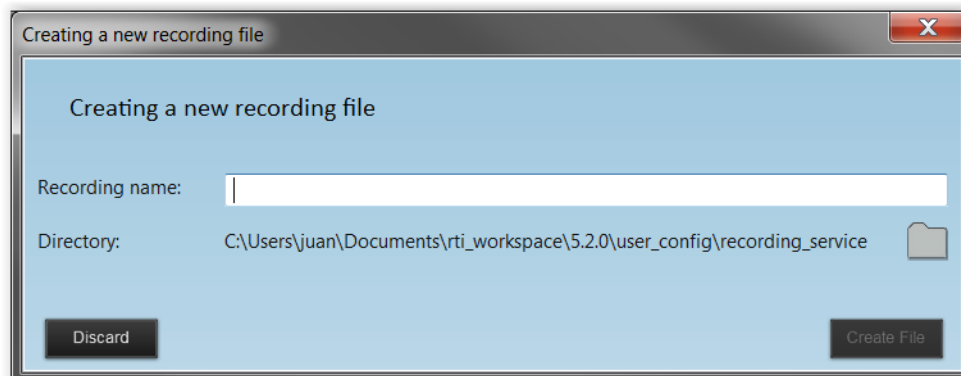 Creating a new recording file
Creating a new recording file
Recording name:
Directory: C:\Users\juan\Documents\rti_workspace\5.2.0\user_config\recording_service
Discard Create File